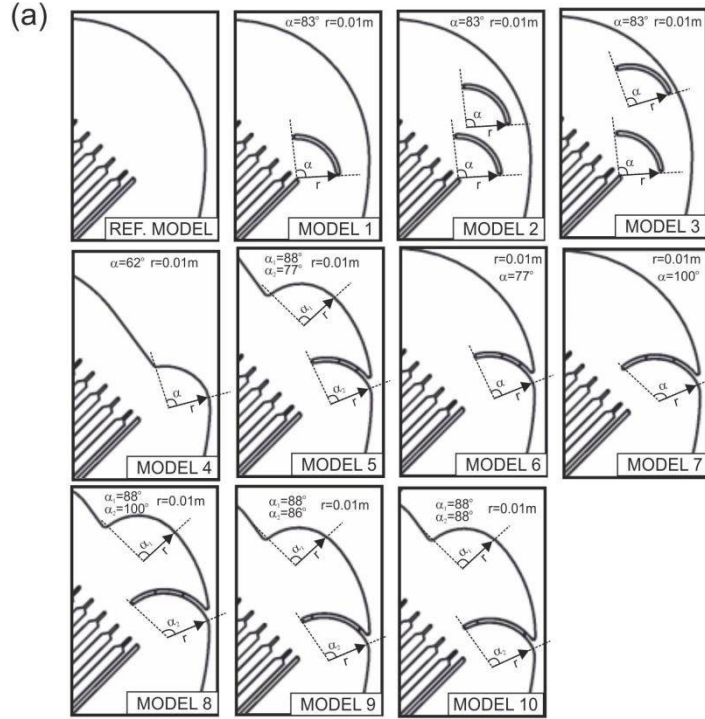 (a)
α=83° r=0.01m
α=83° r=0.01m
α=83° r=0.01m
α
r
α
r
α
r
α
r
α
r
REF. MODEL
MODEL 1
MODEL 2
MODEL 3
α=62° r=0.01m
α₁=88°
α₂=77°
r=0.01m
r=0.01m
α=77°
r=0.01m
α=100°
α
r
α₁
r
α₂
r
α
r
α
r
MODEL 4
MODEL 5
MODEL 6
MODEL 7
α₁=88°
α₂=100°
r=0.01m
α₁=88°
α₂=86°
r=0.01m
α₁=88°
α₂=88°
r=0.01m
α₁
r
α₂
r
α₁
r
α₂
r
α₁
r
α₂
r
MODEL 8
MODEL 9
MODEL 10